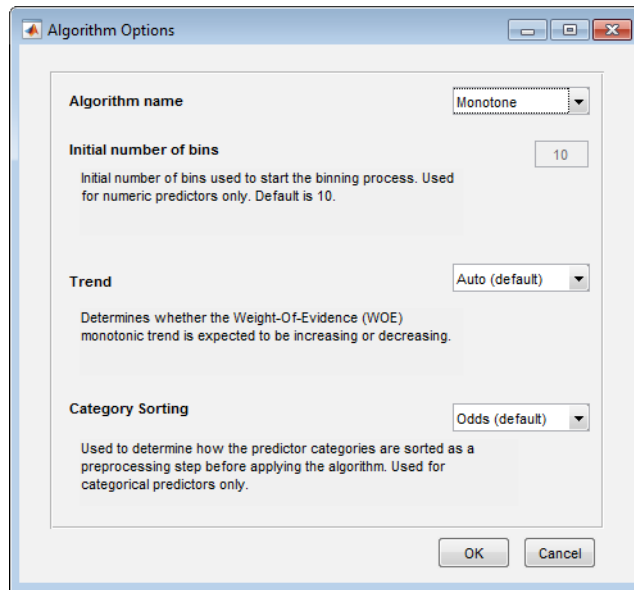 Algorithm Options
Algorithm name
Monotone
Initial number of bins
10
Initial number of bins used to start the binning process. Used
for numeric predictors only. Default is 10.
Trend
Auto (default)
Determines whether the Weight-Of-Evidence (WOE)
monotonic trend is expected to be increasing or decreasing.
Category Sorting
Odds (default)
Used to determine how the predictor categories are sorted as a
preprocessing step before applying the algorithm. Used for
categorical predictors only.
OK
Cancel